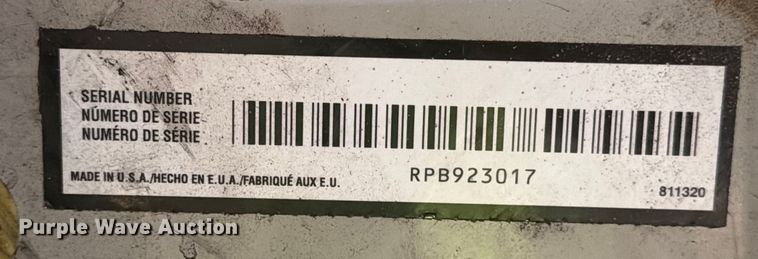 SERIAL NUMBER
NÚMERO DE SERIE
NUMÉRO DE SÉRIE
MADE IN U.S.A./HECHO EN E.U.A./FABRIQUÉ AUX E.U.
RPB923017
811320
Purple Wave Auction